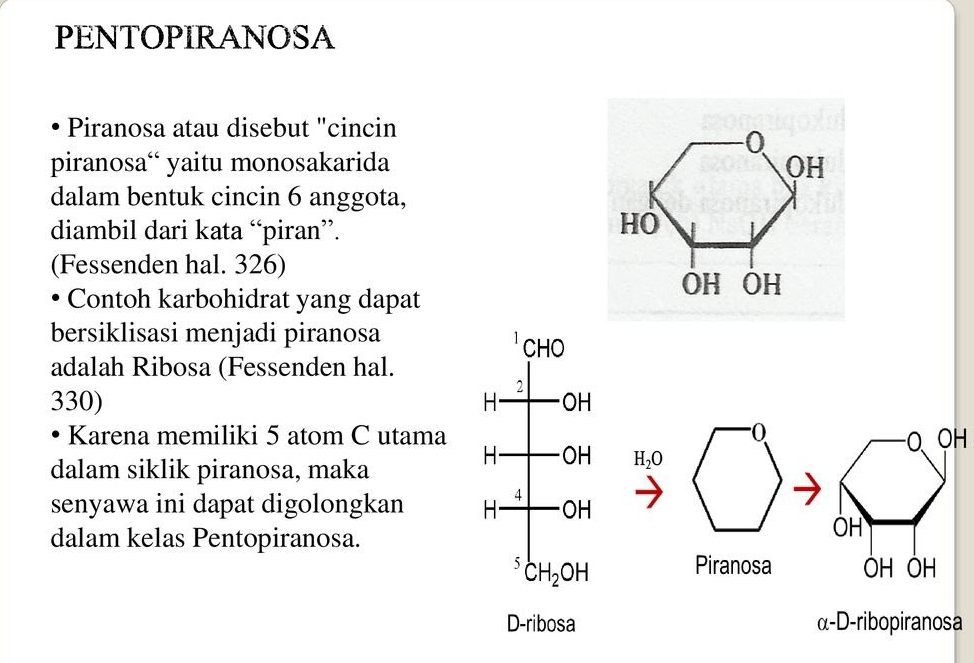 PENTOPIRANOSA
• Piranosa atau disebut "cincin
piranosa“ yaitu monosakarida
dalam bentuk cincin 6 anggota,
diambil dari kata “piran”.
(Fessenden hal. 326)
• Contoh karbohidrat yang dapat
bersiklisasi menjadi piranosa
adalah Ribosa (Fessenden hal.
330)
• Karena memiliki 5 atom C utama
dalam siklik piranosa, maka
senyawa ini dapat digolongkan
dalam kelas Pentopiranosa.
O
OH
HO
OH OH
1 CHO
2
H OH
H OH
4
H OH
5 CH₂OH
D-ribosa
H₂O
O
Piranosa
O OH
OH
OH OH
α-D-ribopiranosa